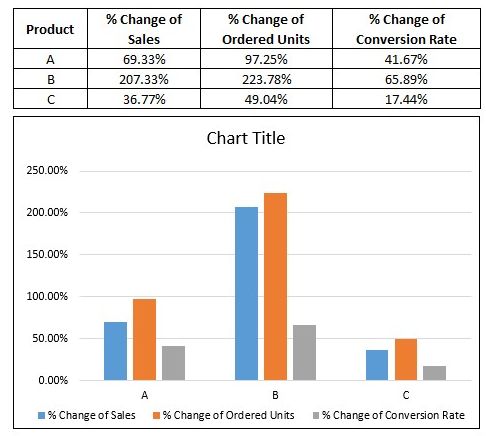 Product % Change of Sales % Change of Ordered Units % Change of Conversion Rate
A 69.33% 97.25% 41.67%
B 207.33% 223.78% 65.89%
C 36.77% 49.04% 17.44%
Chart Title
250.00%
200.00%
150.00%
100.00%
50.00%
0.00%
A B C
% Change of Sales % Change of Ordered Units % Change of Conversion Rate